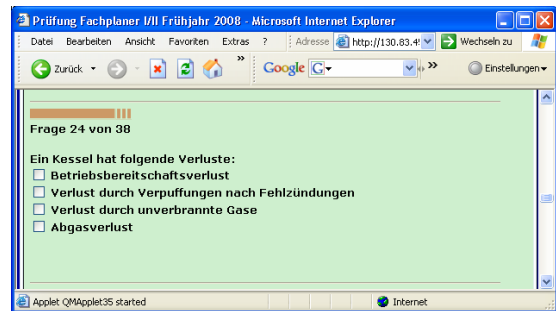 Prüfung Fachplaner I/II Frühjahr 2008 - Microsoft Internet Explorer
Datei Bearbeiten Ansicht Favoriten Extras ? Adresse http://130.83.4 Wechseln zu
Zurück » Google G » Einstellungen
Frage 24 von 38
Ein Kessel hat folgende Verluste:
Betriebsbereitschaftsverlust
Verlust durch Verpuffungen nach Fehlzündungen
Verlust durch unverbrannte Gase
Abgasverlust
Applet QMApplet35 started Internet